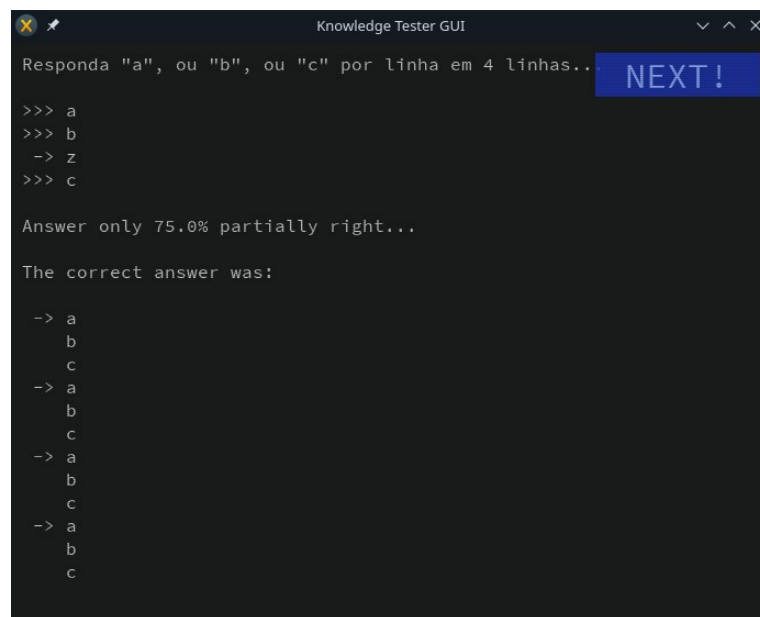 Knowledge Tester GUI
Responda "a", ou "b", ou "c" por linha em 4 linhas...
NEXT!
>>> a
>>> b
-> z
>>> c
Answer only 75.0% partially right...
The correct answer was:
-> a
b
c
-> a
b
c
-> a
b
c
-> a
b
c